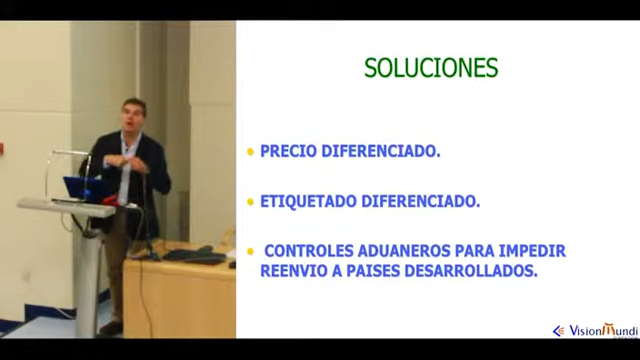 SOLUCIONES
PRECIO DIFERENCIADO.
ETIQUETADO DIFERENCIADO.
CONTROLES ADUANEROS PARA IMPEDIR
REENVIO A PAISES DESARROLLADOS.
VisionMundi